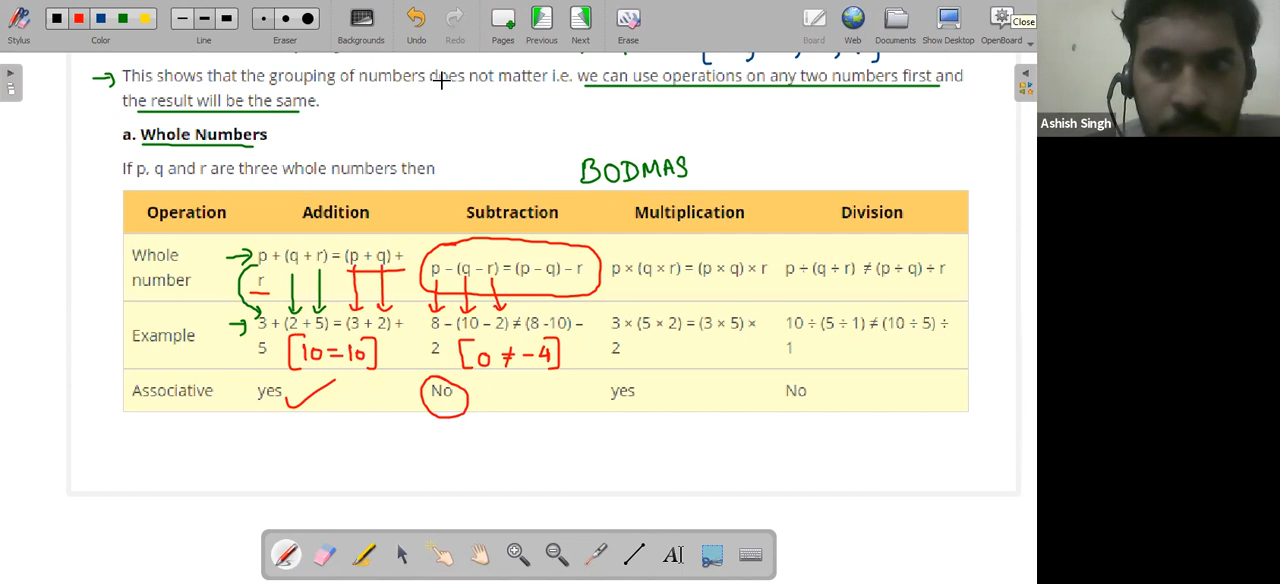 Stylus
Color
Line
Eraser
Backgrounds
Undo
Redo
Pages
Previous
Next
Erase
Board
Web
Documents
Show Desktop
OpenBoard
Close
Ashish Singh
This shows that the grouping of numbers does not matter i.e. we can use operations on any two numbers first and
the result will be the same.
a. Whole Numbers
If p, q and r are three whole numbers then
BODMAS
Operation Addition Subtraction Multiplication Division
Whole
number
p + (q + r) = (p + q) +
r
p – (q – r) = (p – q) – r
p × (q × r) = (p × q) × r
p ÷ (q ÷ r) ≠ (p ÷ q) ÷ r
Example
3 + (2 + 5) = (3 + 2) +
5
[10=10]
8 – (10 – 2) ≠ (8 -10) –
2
[0 ≠ -4]
3 × (5 × 2) = (3 × 5) ×
2
10 ÷ (5 ÷ 1) ≠ (10 ÷ 5) ÷
1
Associative yes No yes No